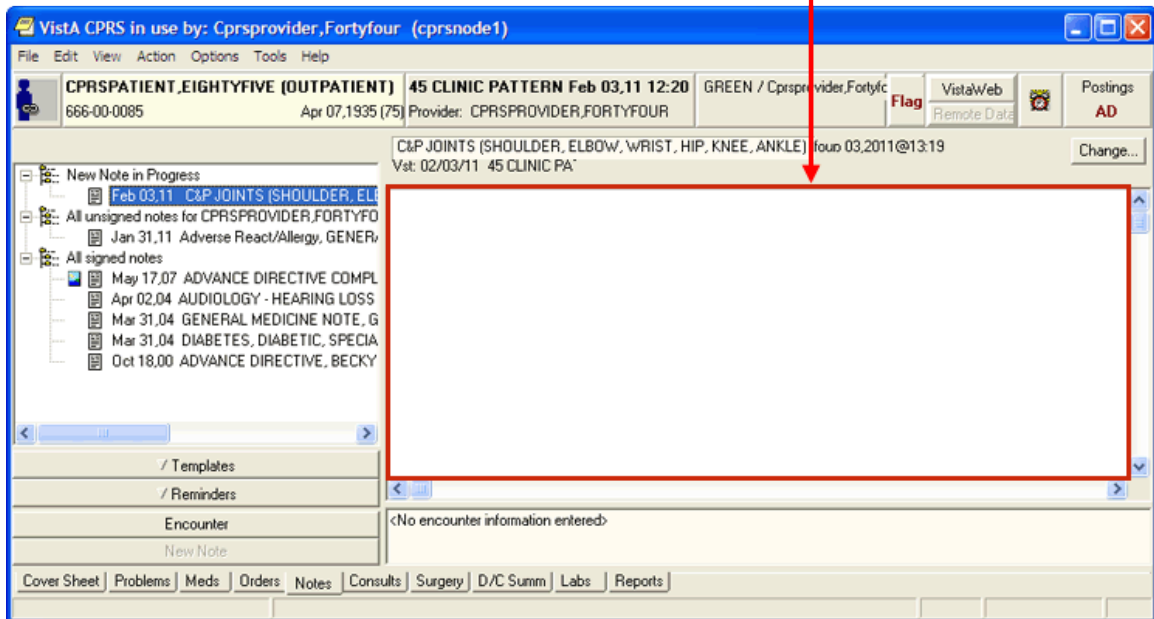 VistA CPRS in use by: Cprsprovider,Fortyfour (cprsnode1)
File Edit View Action Options Tools Help
CPRSPATIENT,EIGHTYFIVE (OUTPATIENT)
666-00-0085 Apr 07,1935 (75)
45 CLINIC PATTERN Feb 03,11 12:20
Provider: CPRSPROVIDER,FORTYFOUR
GREEN / Cprsprovider,Fortyfc
Flag
VistaWeb
Remote Data
Postings
AD
C&P JOINTS (SHOULDER, ELBOW, WRIST, HIP, KNEE, ANKLE) 03,2011@13:19
Vst: 02/03/11 45 CLINIC PA
Change...
New Note in Progress
Feb 03,11 C&P JOINTS (SHOULDER, ELE
All unsigned notes for CPRSPROVIDER,FORTYFO
Jan 31,11 Adverse React/Allergy, GENER
All signed notes
May 17,07 ADVANCE DIRECTIVE COMPL
Apr 02,04 AUDIOLOGY - HEARING LOSS
Mar 31,04 GENERAL MEDICINE NOTE, G
Mar 31,04 DIABETES, DIABETIC, SPECIA
Oct 18,00 ADVANCE DIRECTIVE, BECKY
/ Templates
/ Reminders
Encounter
New Note
<No encounter information entered>
Cover Sheet Problems Meds Orders Notes Consults Surgery D/C Summ Labs Reports